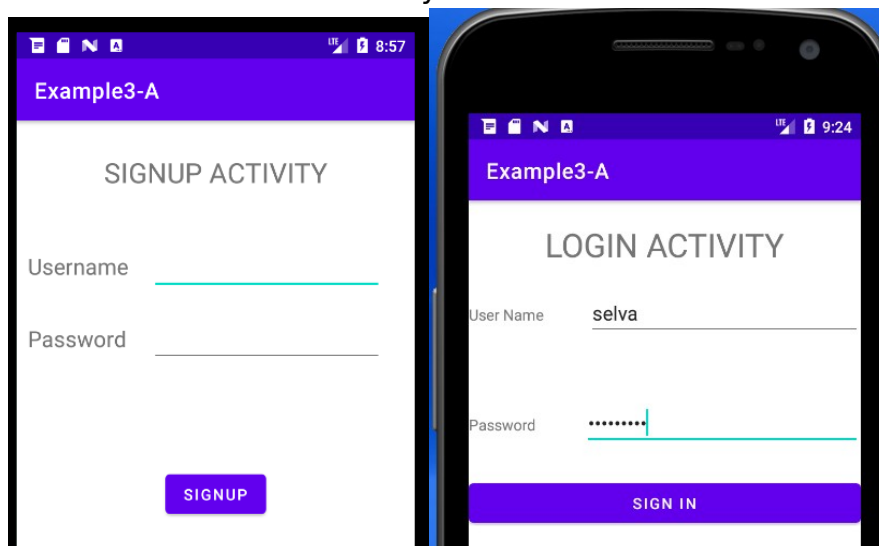 8:57
Example3-A
SIGNUP ACTIVITY
Username
Password
SIGNUP
9:24
Example3-A
LOGIN ACTIVITY
User Name selva
Password •••••••••
SIGN IN